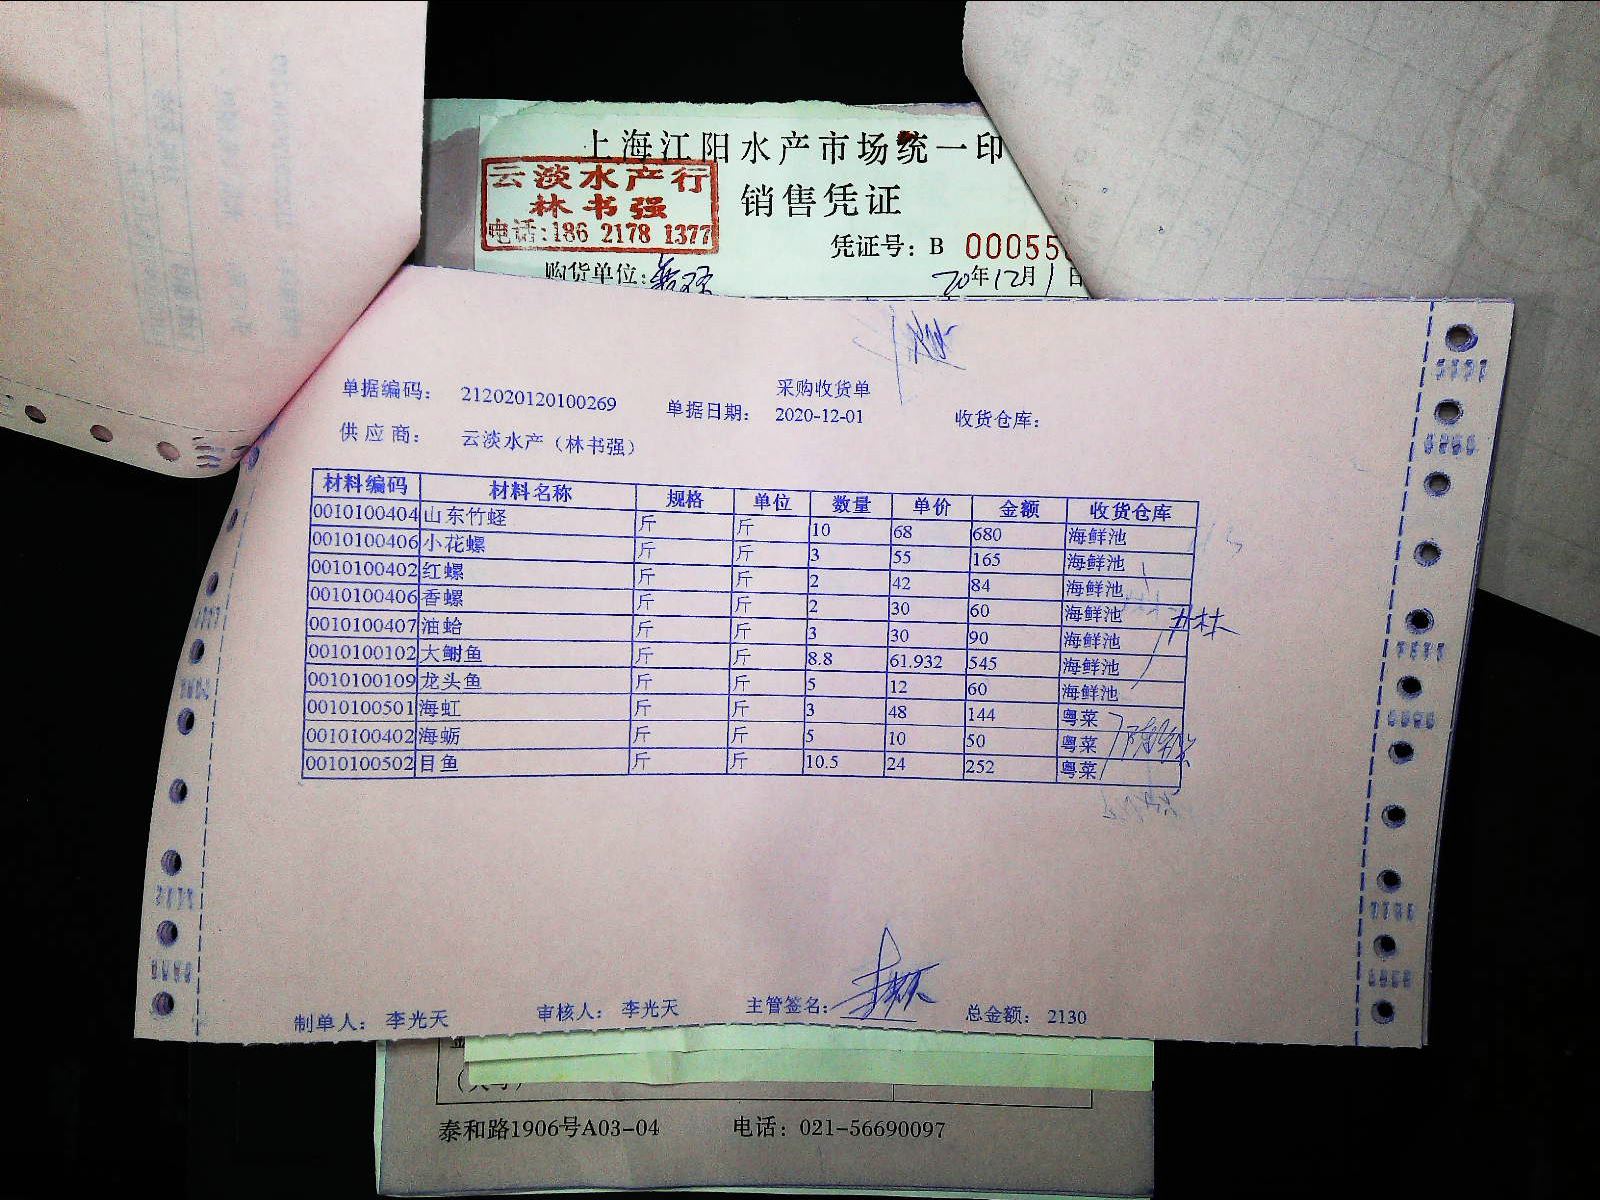 上海江阳水产市场统一印
云淡水产行
林书强
电话:186 2178 1377
销售凭证
凭证号: B 00055
购货单位:
20年12月1日
采购收货单
单据编码: 212020120100269 单据日期: 2020-12-01 收货仓库:
供应商: 云淡水产（林书强）
材料编码 材料名称 规格 单位 数量 单价 金额 收货仓库
0010100404 山东竹蛏 斤 斤 10 68 680 海鲜池
0010100406 小花螺 斤 斤 3 55 165 海鲜池
0010100402 红螺 斤 斤 2 42 84 海鲜池
0010100406 香螺 斤 斤 2 30 60 海鲜池
0010100407 油蛤 斤 斤 3 30 90 海鲜池
0010100102 大鲋鱼 斤 斤 8.8 61.932 545 海鲜池
0010100109 龙头鱼 斤 斤 5 12 60 海鲜池
0010100501 海虹 斤 斤 3 48 144 粤菜
0010100402 海蛎 斤 斤 5 10 50 粤菜
0010100502 目鱼 斤 斤 10.5 24 252 粤菜
制单人: 李光天 审核人: 李光天 主管签名: 总金额: 2130
泰和路1906号A03-04 电话: 021-56690097